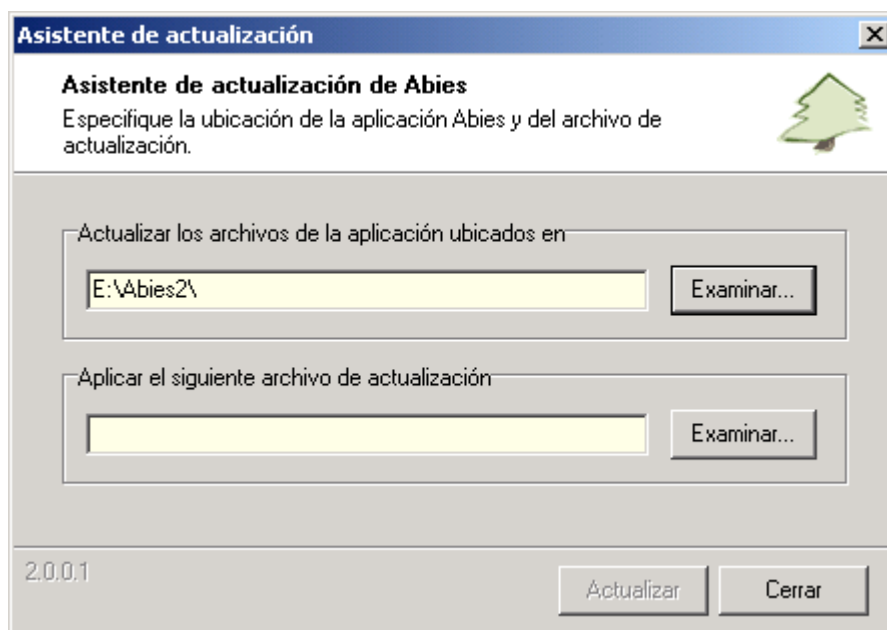 Asistente de actualización
Asistente de actualización de Abies
Especifique la ubicación de la aplicación Abies y del archivo de
actualización.
Actualizar los archivos de la aplicación ubicados en
E:\Abies2\
Examinar...
Aplicar el siguiente archivo de actualización
Examinar...
2.0.0.1
Actualizar
Cerrar